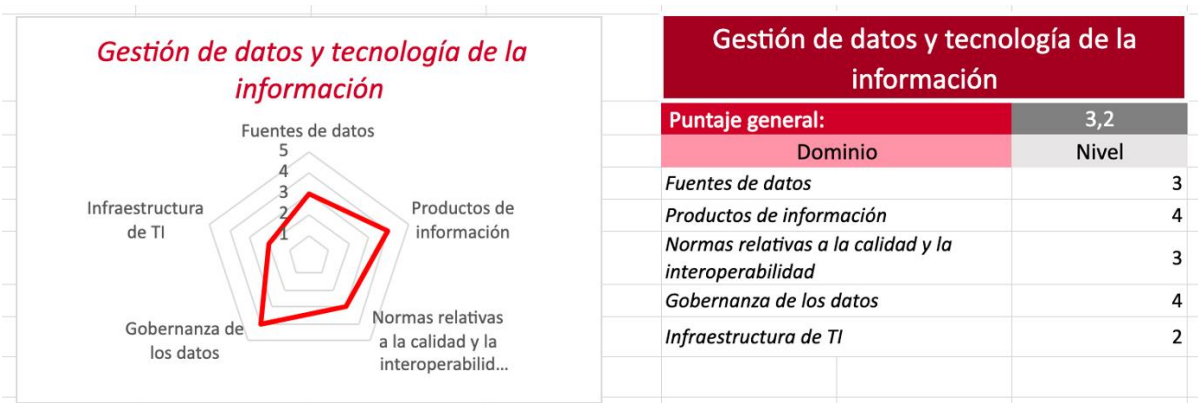 Gestión de datos y tecnología de la
información
Fuentes de datos
5
4
3
2
1
Infraestructura
de TI
Productos de
información
Gobernanza de
los datos
Normas relativas
a la calidad y la
interoperabilid...
Gestión de datos y tecnología de la
información
Puntaje general: 3,2
Dominio Nivel
Fuentes de datos 3
Productos de información 4
Normas relativas a la calidad y la
interoperabilidad 3
Gobernanza de los datos 4
Infraestructura de TI 2